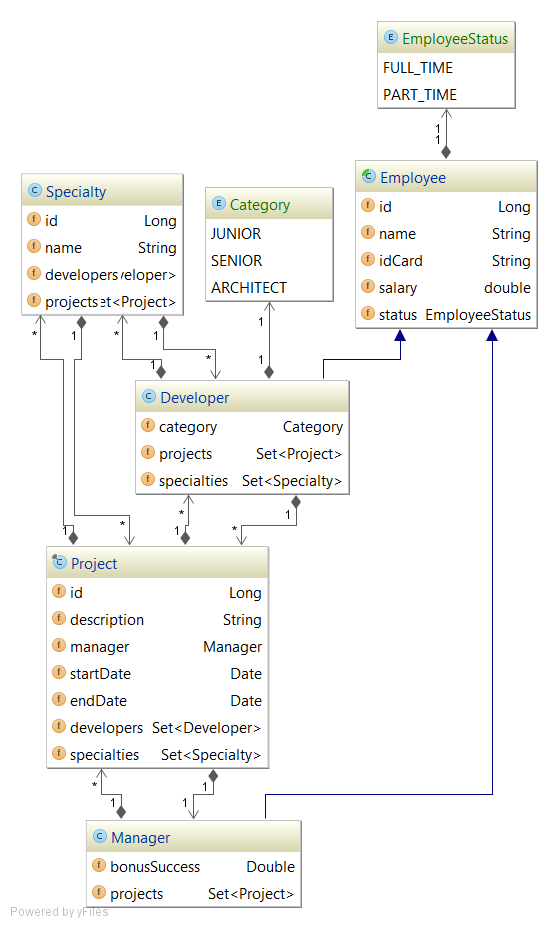 E EmployeeStatus
FULL_TIME
PART_TIME
1
1
C Employee
f id Long
f name String
f idCard String
f salary double
f status EmployeeStatus
C Specialty
f id Long
f name String
f developers veloper>
f projects et<Project>
E Category
JUNIOR
SENIOR
ARCHITECT
* 1 * 1 1
1 * 1
C Developer
f category Category
f projects Set<Project>
f specialties Set<Specialty>
* 1
1 * 1 *
C Project
f id Long
f description String
f manager Manager
f startDate Date
f endDate Date
f developers Set<Developer>
f specialties Set<Specialty>
* 1
1 1
C Manager
f bonusSuccess Double
f projects Set<Project>
Powered by yFiles